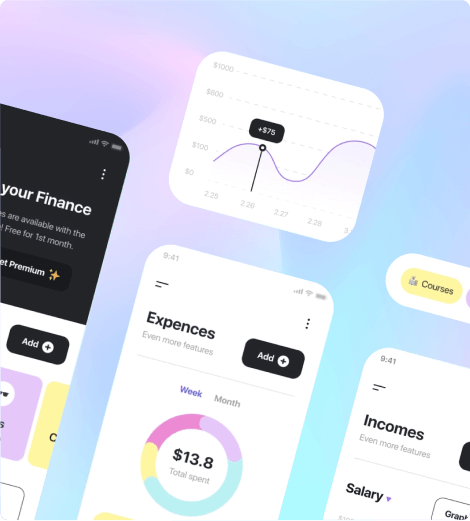 $1000
$800
$500
$100
$0
+$75
2.25
2.26
2.27
2.28
your Finance
es are available with the
! Free for 1st month.
et Premium ✨
Add
9:41
Expences
Even more features
Add
Week
Month
$13.8
Total spent
Courses
9:41
Incomes
Even more features
Salary
Grap